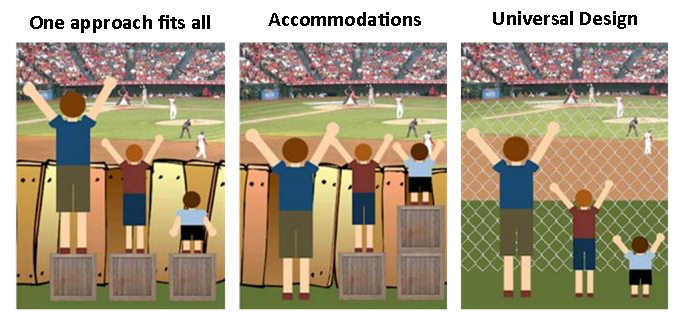 One approach fits all
Accommodations
Universal Design